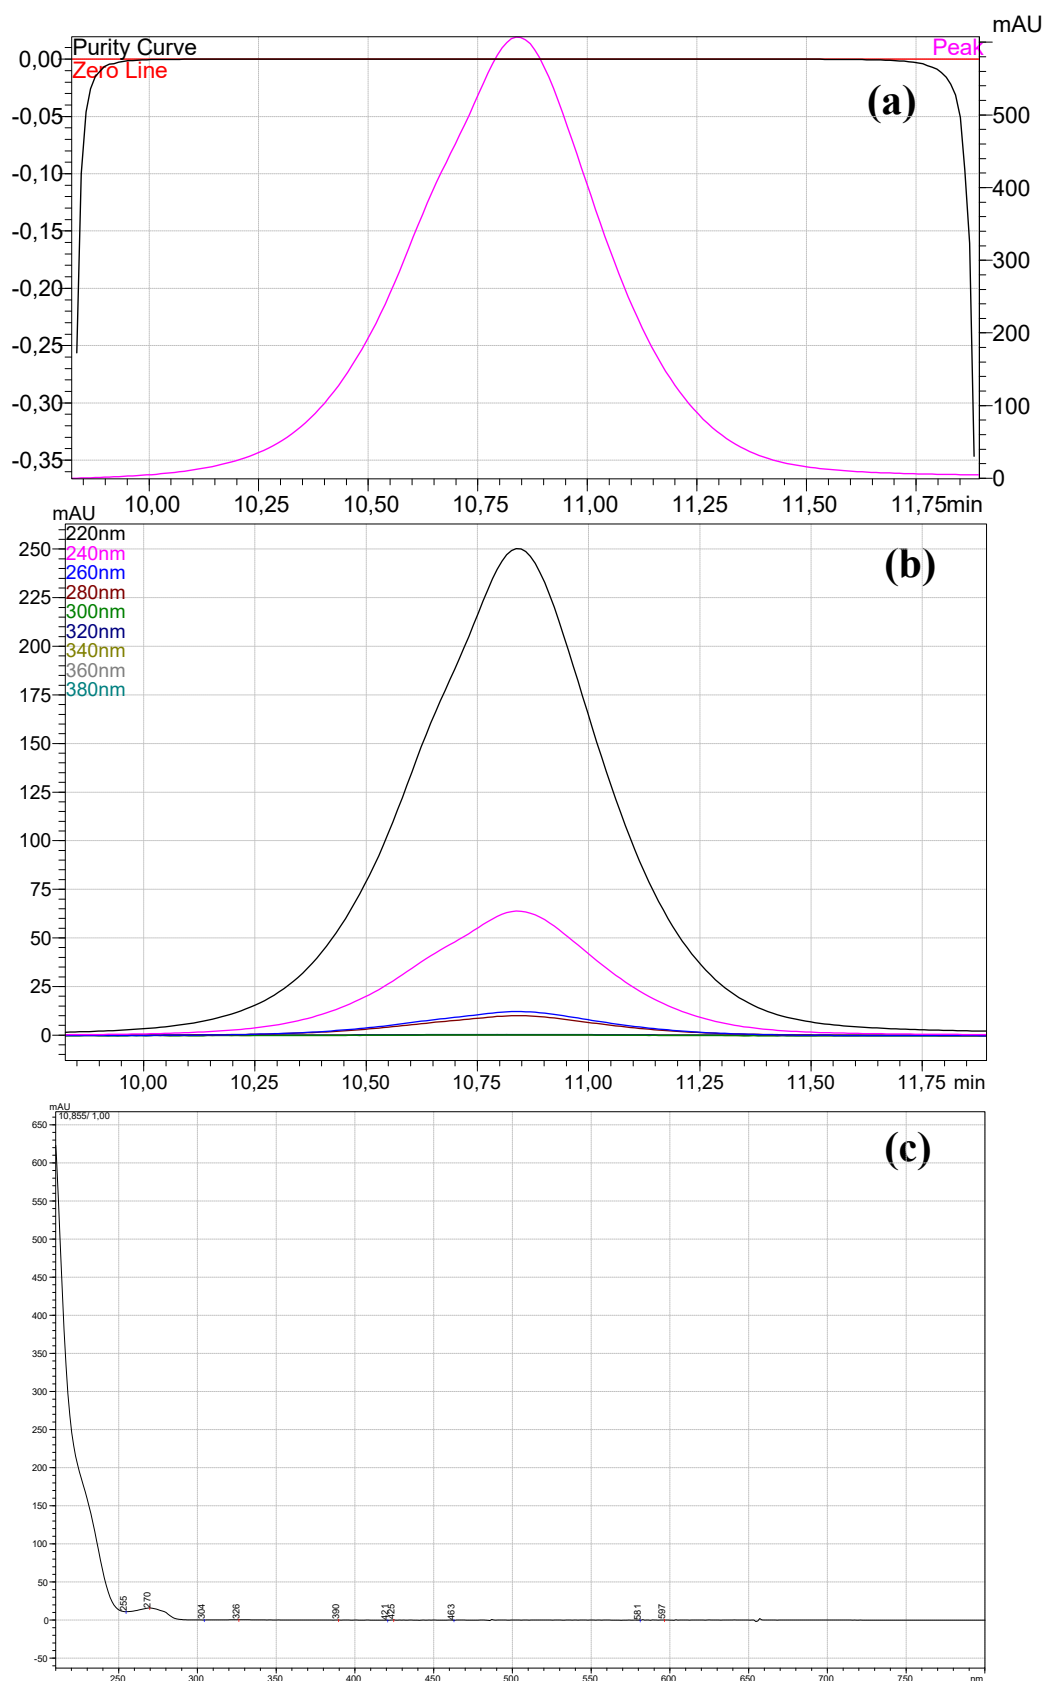 mAU
Purity Curve
Peak
Zero Line
(a)
0,00
-0,05
-0,10
-0,15
-0,20
-0,25
-0,30
-0,35
500
400
300
200
100
0
10,00 10,25 10,50 10,75 11,00 11,25 11,50 11,75 min
mAU
220nm
240nm
260nm
280nm
300nm
320nm
340nm
360nm
380nm
(b)
250
225
200
175
150
125
100
75
50
25
0
10,00 10,25 10,50 10,75 11,00 11,25 11,50 11,75 min
mAU
10,855/ 1,00
(c)
650
600
550
500
450
400
350
300
250
200
150
100
50
0
-50
255 270 304 326 390 421 425 463 581 597
250 300 350 400 450 500 550 600 650 700 750 nm